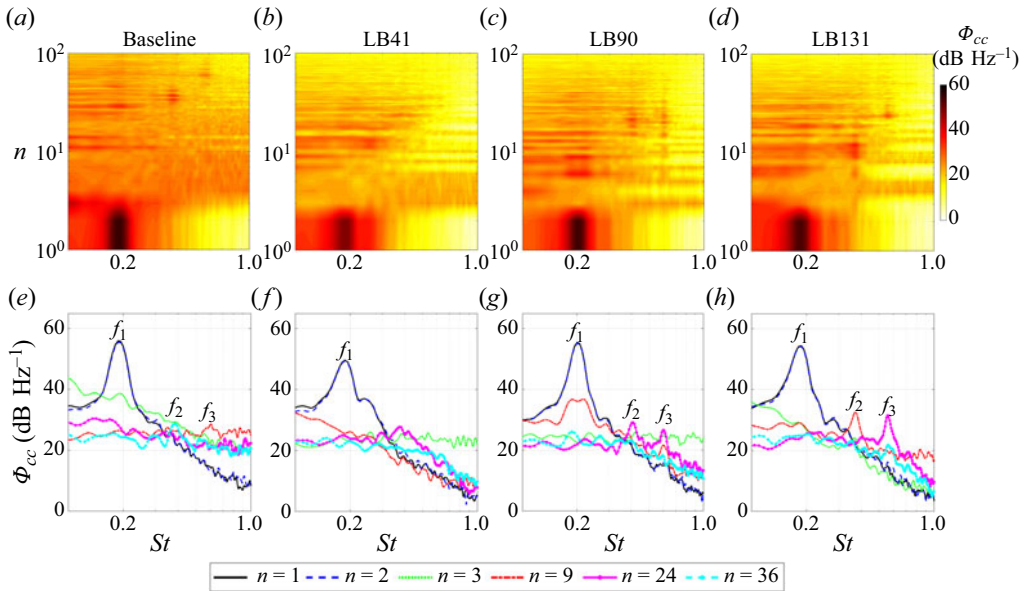 (a) (b) (c) (d)
Baseline LB41 LB90 LB131 Φcc
(dB Hz⁻¹)
10² 10² 10² 10² 60
40
n 10¹ 10¹ 10¹ 10¹
20
0
10⁰ 10⁰ 10⁰ 10⁰
0.2 1.0 0.2 1.0 0.2 1.0 0.2 1.0
(e) (f) (g) (h)
60 60 60 60
f₁ f₁ f₁ f₁
Φcc (dB Hz⁻¹)
40 40 40 40
f₂ f₃ f₂ f₃ f₂ f₃
20 20 20 20
0 0 0 0
0.2 1.0 0.2 1.0 0.2 1.0 0.2 1.0
St St St St
n = 1 n = 2 n = 3 n = 9 n = 24 n = 36